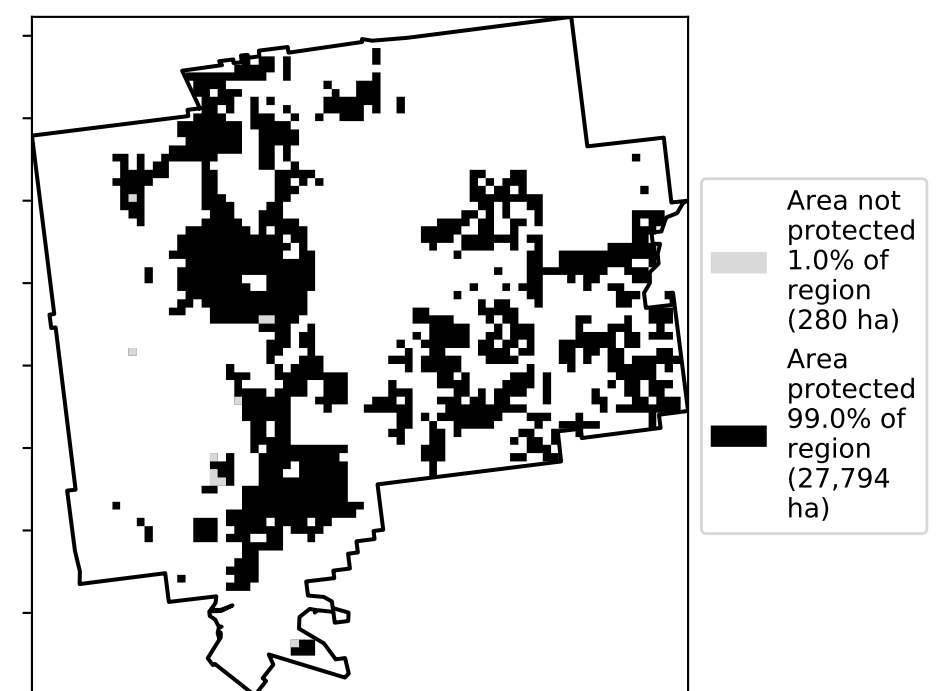 Area not
protected
1.0% of
region
(280 ha)
Area
protected
99.0% of
region
(27,794
ha)